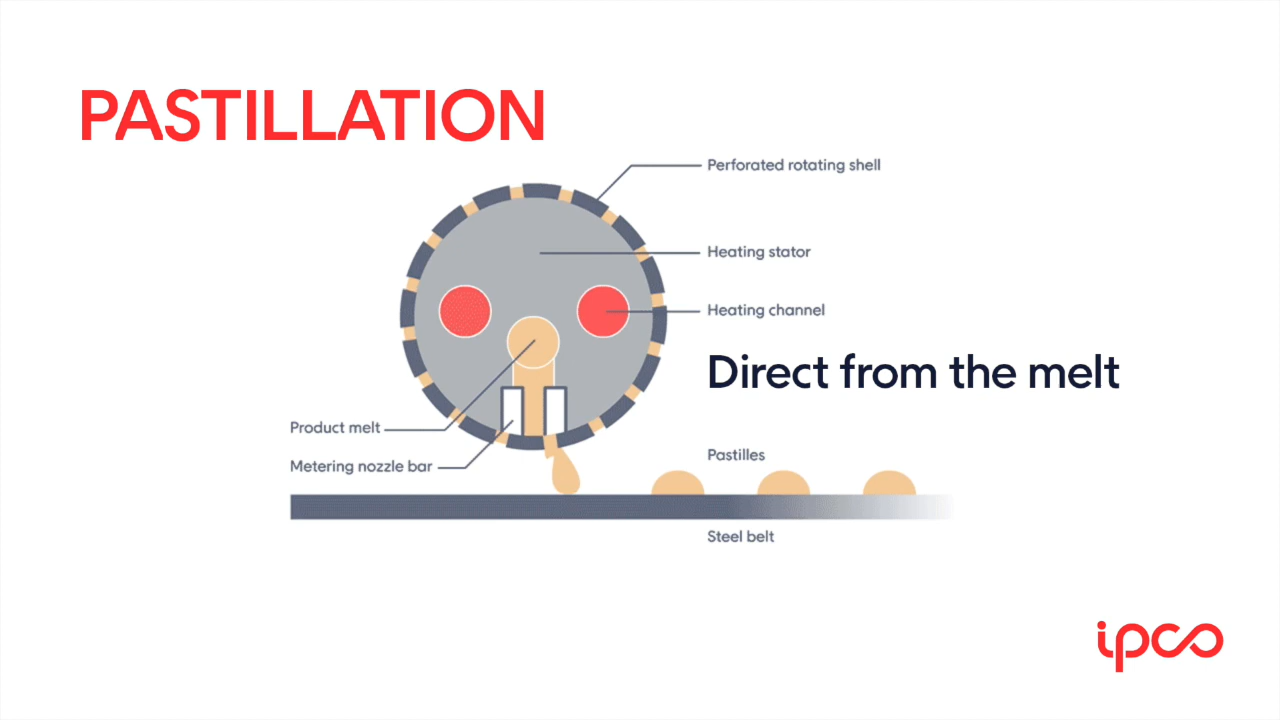 PASTILLATION
Perforated rotating shell
Heating stator
Heating channel
Direct from the melt
Product melt
Pastilles
Metering nozzle bar
Steel belt
ipco